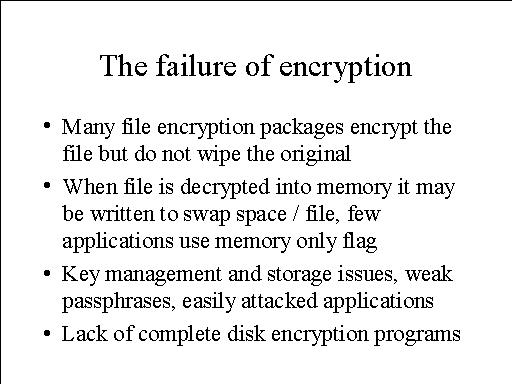 The failure of encryption
• Many file encryption packages encrypt the
file but do not wipe the original
• When file is decrypted into memory it may
be written to swap space / file, few
applications use memory only flag
• Key management and storage issues, weak
passphrases, easily attacked applications
• Lack of complete disk encryption programs